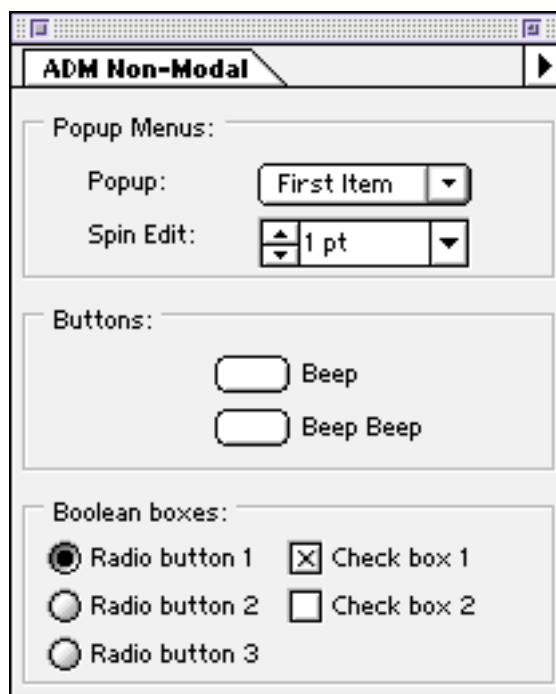 ADM Non-Modal
Popup Menus:
Popup: First Item
Spin Edit: 1 pt
Buttons:
Beep
Beep Beep
Boolean boxes:
Radio button 1 Check box 1
Radio button 2 Check box 2
Radio button 3